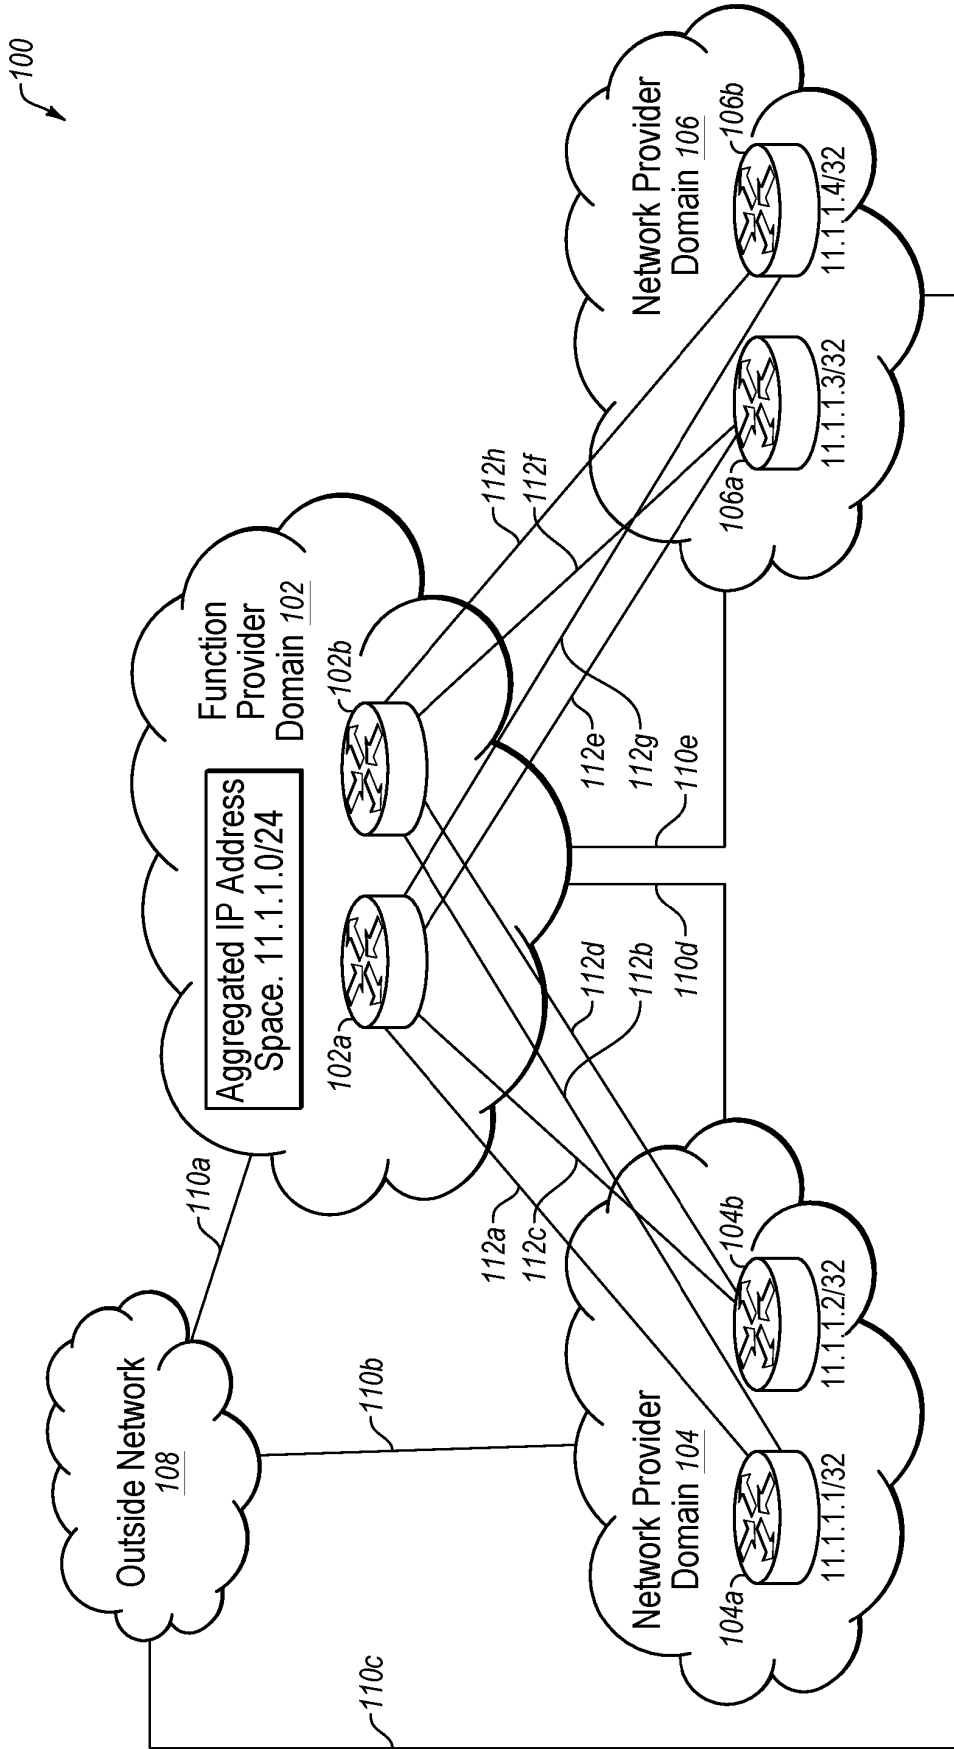 100
Outside Network
108
110a
110b
110c
Aggregated IP Address
Space. 11.1.1.0/24
Function
Provider
Domain 102
102a
102b
112a
112c
112d
112b
110d
112e
112g
110e
112h
112f
Network Provider
Domain 104
104a
104b
11.1.1.1/32
11.1.1.2/32
Network Provider
Domain 106
106a
106b
11.1.1.3/32
11.1.1.4/32